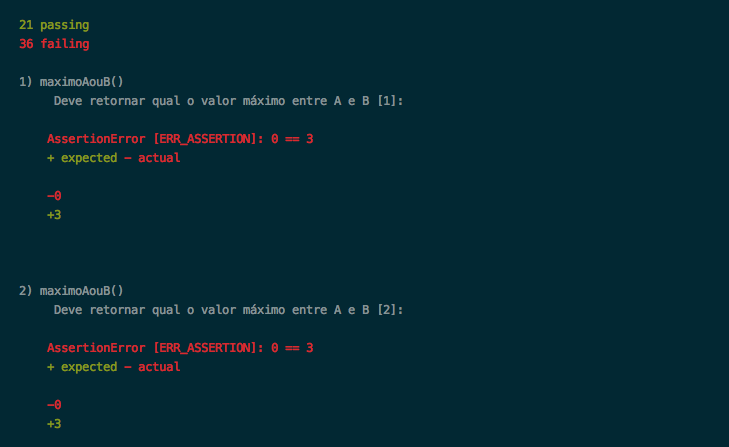 21 passing
36 failing
1) maximoAouB()
Deve retornar qual o valor máximo entre A e B [1]:
AssertionError [ERR_ASSERTION]: 0 == 3
+ expected - actual
-0
+3
2) maximoAouB()
Deve retornar qual o valor máximo entre A e B [2]:
AssertionError [ERR_ASSERTION]: 0 == 3
+ expected - actual
-0
+3